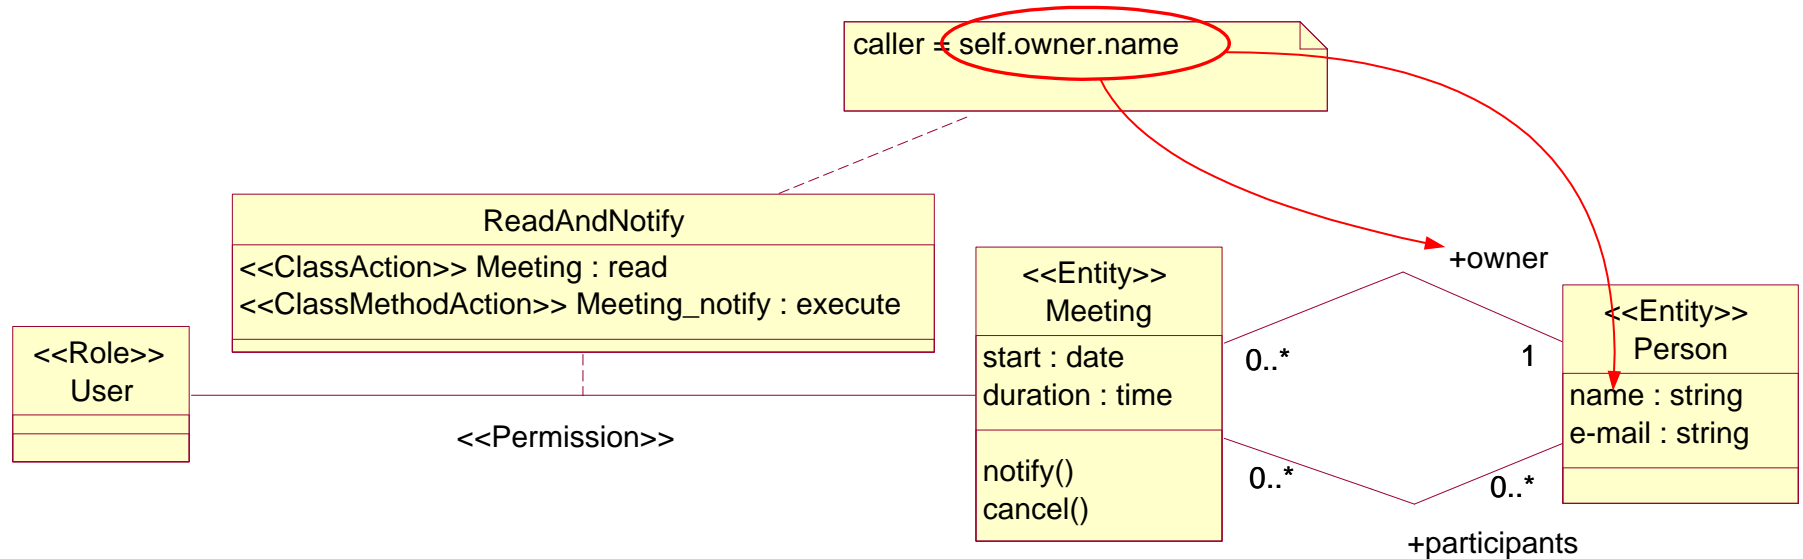 caller = self.owner.name
ReadAndNotify
<<ClassAction>> Meeting : read
<<ClassMethodAction>> Meeting_notify : execute
<<Role>>
User
<<Permission>>
<<Entity>>
Meeting
start : date
duration : time
notify()
cancel()
+owner
0..*
1
0..*
0..*
+participants
<<Entity>>
Person
name : string
e-mail : string